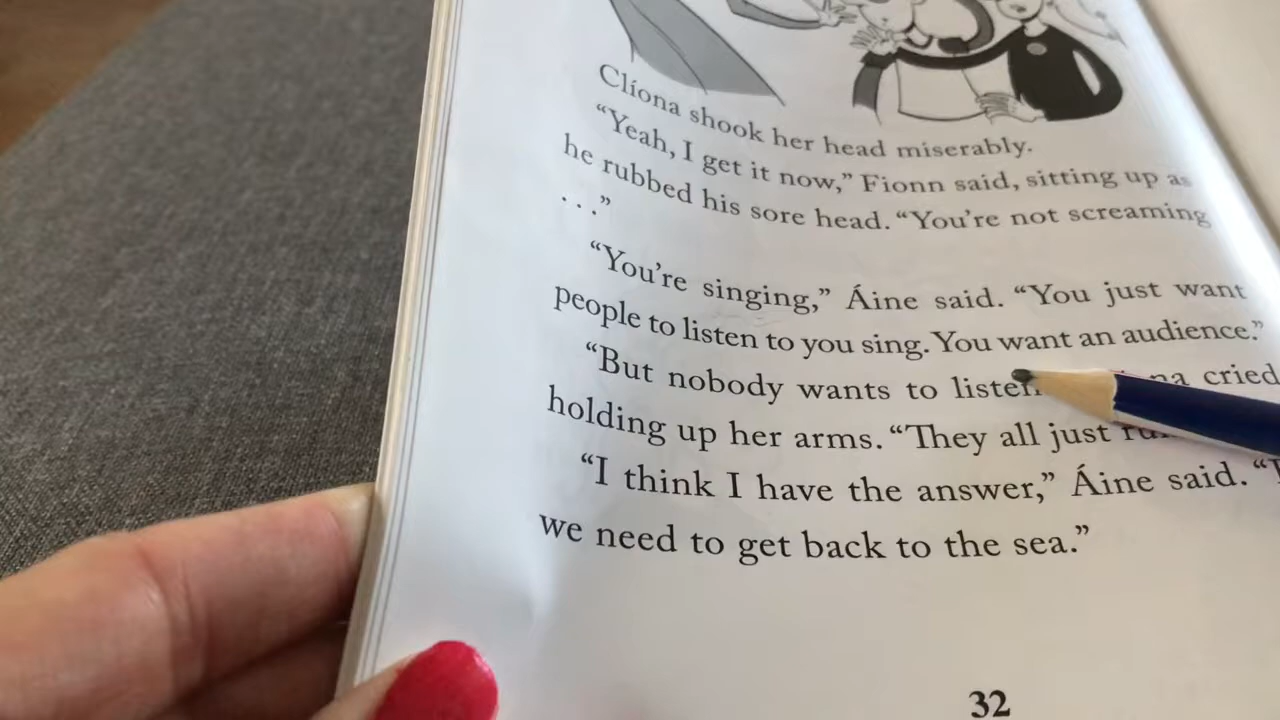 Clíona shook her head miserably.
“Yeah, I get it now,” Fionn said, sitting up as
he rubbed his sore head. “You’re not screaming
. . .”
“You’re singing,” Áine said. “You just want
people to listen to you sing. You want an audience.”
“But nobody wants to listen cried
holding up her arms. “They all just
“I think I have the answer,” Áine said.
we need to get back to the sea.”
32